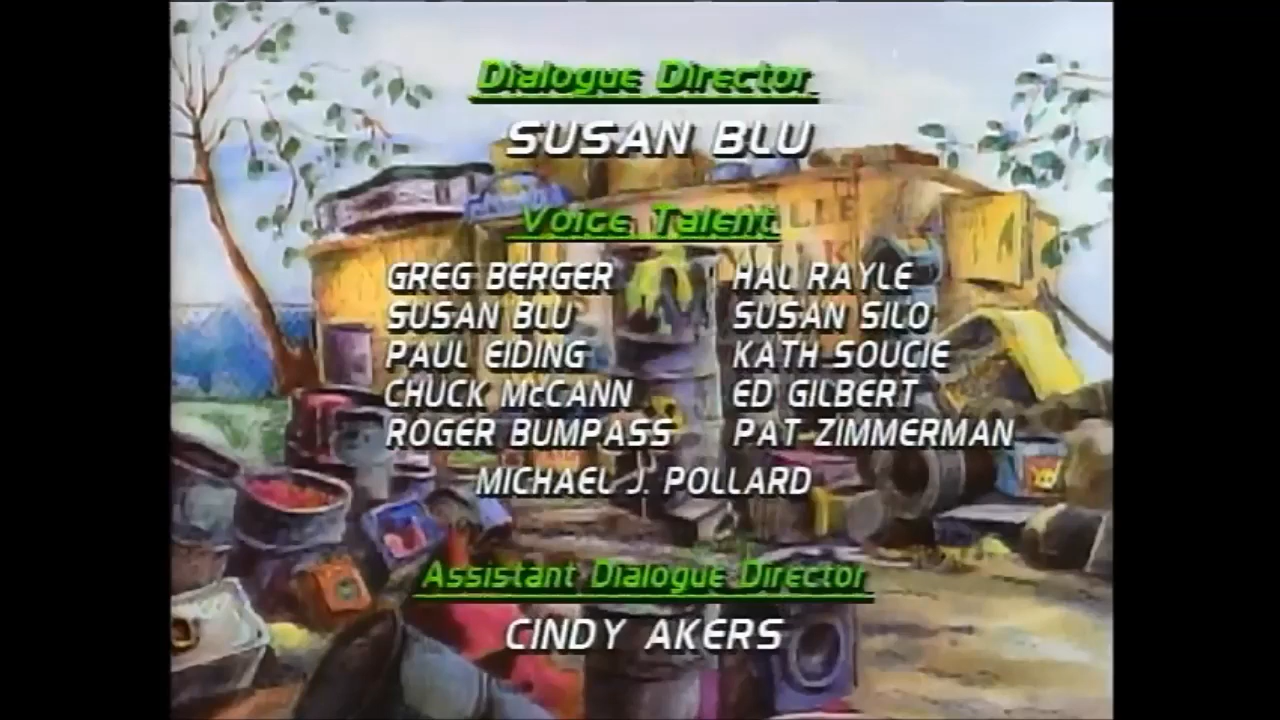 Dialogue Director
SUSAN BLU
Voice Talent
GREG BERGER HAL RAYLE
SUSAN BLU SUSAN SILO
PAUL EIDING KATH SOUCIE
CHUCK McCANN ED GILBERT
ROGER BUMPASS PAT ZIMMERMAN
MICHAEL J. POLLARD
Assistant Dialogue Director
CINDY AKERS